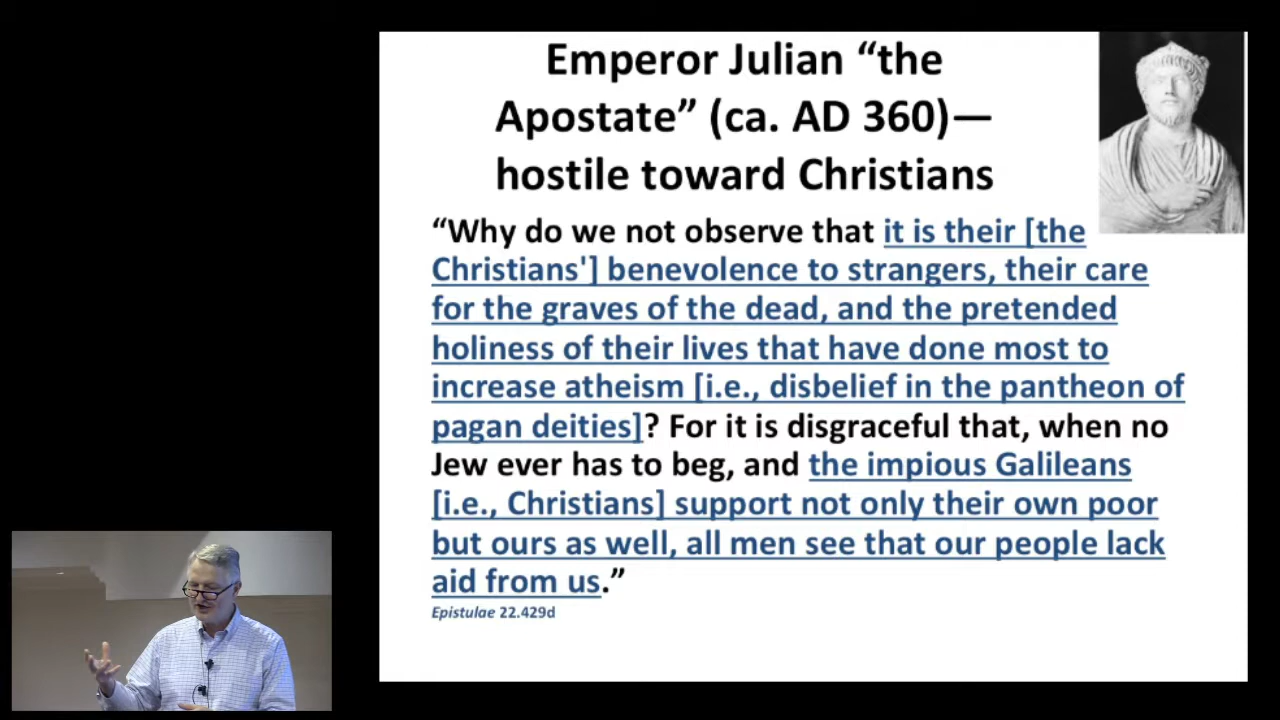 Emperor Julian “the
Apostate” (ca. AD 360)—
hostile toward Christians
“Why do we not observe that it is their [the
Christians'] benevolence to strangers, their care
for the graves of the dead, and the pretended
holiness of their lives that have done most to
increase atheism [i.e., disbelief in the pantheon of
pagan deities]? For it is disgraceful that, when no
Jew ever has to beg, and the impious Galileans
[i.e., Christians] support not only their own poor
but ours as well, all men see that our people lack
aid from us.”
Epistulae 22.429d